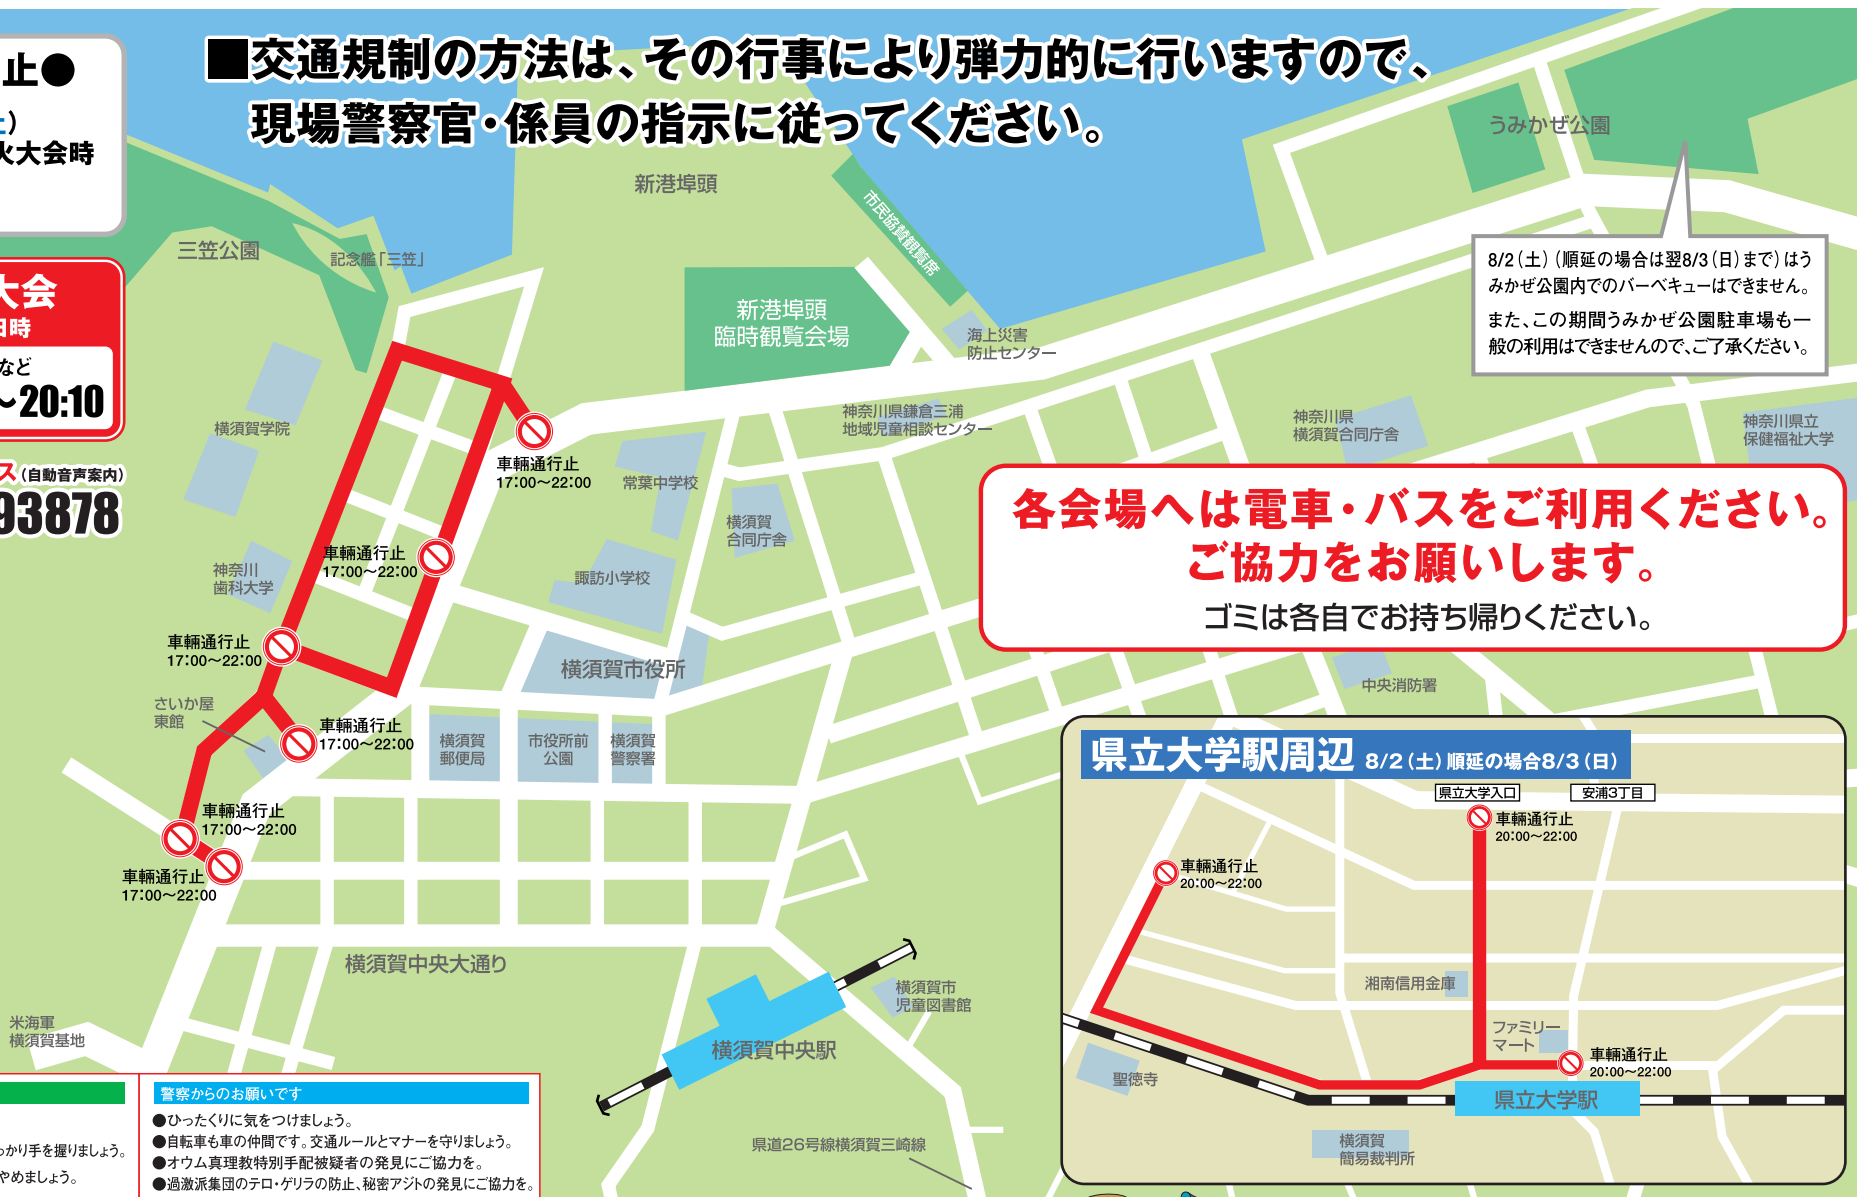 ■交通規制の方法は、その行事により弾力的に行いますので、
現場警察官・係員の指示に従ってください。
止●
土)
火大会時
大会
日時
など
～20:10
ス(自動音声案内)
93878
三笠公園
記念艦「三笠」
新港埠頭
市民協賛観覧席
うみかぜ公園
8/2(土)(順延の場合は翌8/3(日)まで)はう
みかぜ公園内でのバーベキューはできません。
また、この期間うみかぜ公園駐車場も一
般の利用はできませんので、ご了承ください。
新港埠頭
臨時観覧会場
海上災害
防止センター
横須賀学院
神奈川県鎌倉三浦
地域児童相談センター
神奈川県
横須賀合同庁舎
神奈川県立
保健福祉大学
車輛通行止
17:00～22:00
常葉中学校
横須賀
合同庁舎
各会場へは電車・バスをご利用ください。
ご協力をお願いします。
ゴミは各自でお持ち帰りください。
車輛通行止
17:00～22:00
神奈川
歯科大学
諏訪小学校
車輛通行止
17:00～22:00
横須賀市役所
中央消防署
さいか屋
東館
車輛通行止
17:00～22:00
横須賀
郵便局
市役所前
公園
横須賀
警察署
車輛通行止
17:00～22:00
車輛通行止
17:00～22:00
横須賀中央大通り
米海軍
横須賀基地
横須賀市
児童図書館
横須賀中央駅
県道26号線横須賀三崎線
県立大学駅周辺 8/2(土)順延の場合8/3(日)
県立大学入口
安浦3丁目
車輛通行止
20:00～22:00
車輛通行止
20:00～22:00
湘南信用金庫
ファミリー
マート
車輛通行止
20:00～22:00
聖徳寺
県立大学駅
横須賀
簡易裁判所
っかり手を握りましょう。
やめましょう。
警察からのお願いです
●ひったくりに気をつけましょう。
●自転車も車の仲間です。交通ルールとマナーを守りましょう。
●オウム真理教特別手配被疑者の発見にご協力を。
●過激派集団のテロ・ゲリラの防止、秘密アジトの発見にご協力を。